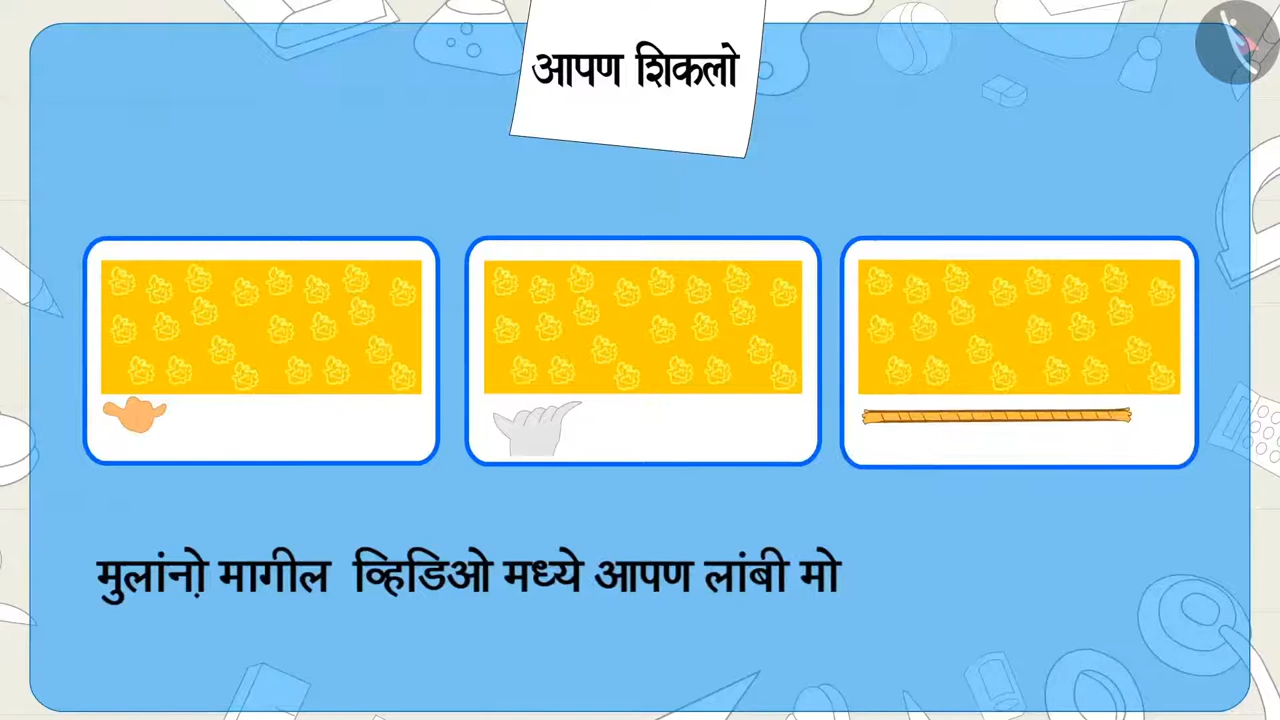 आपण शिकलो
मुलांनो़ मागील व्हिडिओ मध्ये आपण लांबी मो